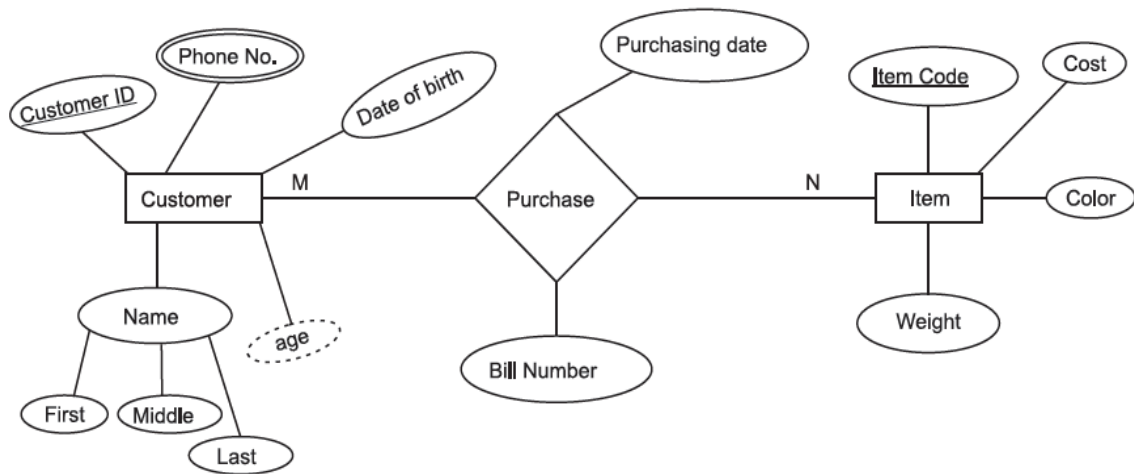 Phone No.
Purchasing date
Customer ID
Date of birth
Item Code
Cost
Customer
M
Purchase
N
Item
Color
Name
age
Bill Number
Weight
First
Middle
Last